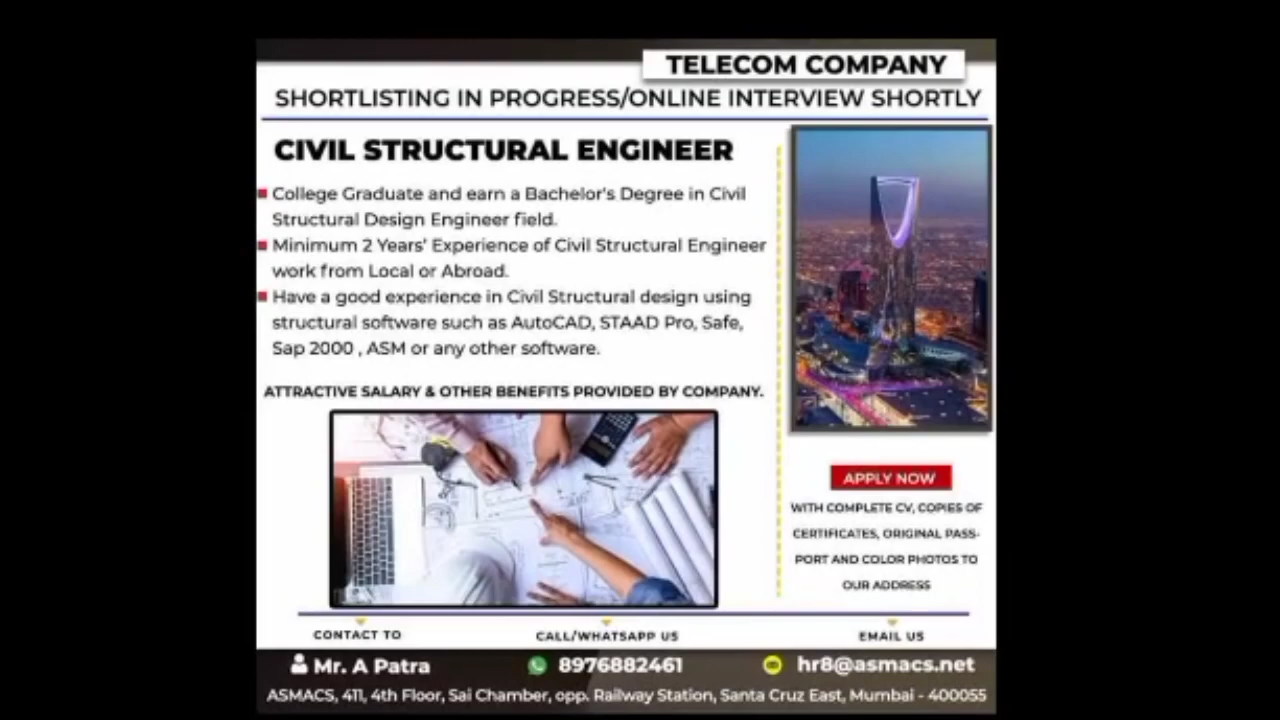 TELECOM COMPANY
SHORTLISTING IN PROGRESS/ONLINE INTERVIEW SHORTLY
CIVIL STRUCTURAL ENGINEER
College Graduate and earn a Bachelor's Degree in Civil
Structural Design Engineer field.
Minimum 2 Years' Experience of Civil Structural Engineer
work from Local or Abroad.
Have a good experience in Civil Structural design using
structural software such as AutoCAD, STAAD Pro, Safe,
Sap 2000 , ASM or any other software.
ATTRACTIVE SALARY & OTHER BENEFITS PROVIDED BY COMPANY.
APPLY NOW
WITH COMPLETE CV, COPIES OF
CERTIFICATES, ORIGINAL PASS-
PORT AND COLOR PHOTOS TO
OUR ADDRESS
CONTACT TO
Mr. A Patra
CALL/WHATSAPP US
8976882461
EMAIL US
hr8@asmacs.net
ASMACS, 411, 4th Floor, Sai Chamber, opp. Railway Station, Santa Cruz East, Mumbai - 400055